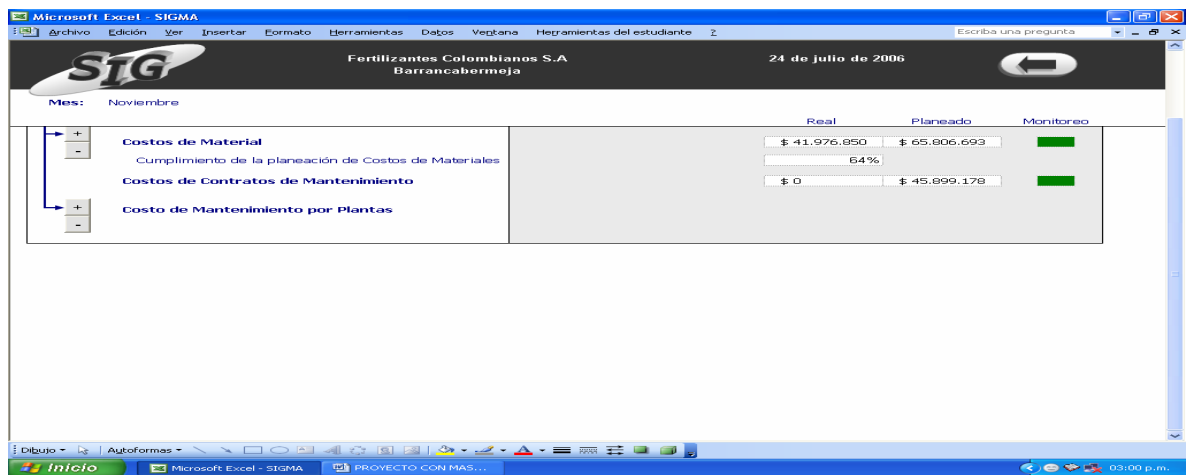 Microsoft Excel - SIGMA
Archivo Edición Ver Insertar Formato Herramientas Datos Ventana Herramientas del estudiante ? Escriba una pregunta
SIG Fertilizantes Colombianos S.A 24 de julio de 2006
Barrancabermeja
Mes: Noviembre
Real Planeado Monitoreo
+
Costos de Material $ 41.976.850 $ 65.806.693
-
Cumplimiento de la planeación de Costos de Materiales 64%
Costos de Contratos de Mantenimiento $ 0 $ 45.899.178
+
Costo de Mantenimiento por Plantas
-
Dibujo Autoformas
Inicio Microsoft Excel - SIGMA PROYECTO CON MAS... 03:00 p.m.